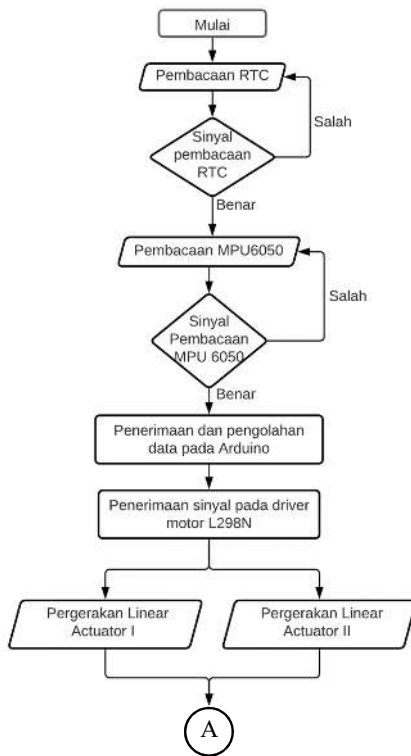 Mulai
Pembacaan RTC
Salah
Sinyal
pembacaan
RTC
Benar
Pembacaan MPU6050
Salah
Sinyal
Pembacaan
MPU 6050
Benar
Penerimaan dan pengolahan
data pada Arduino
Penerimaan sinyal pada driver
motor L298N
Pergerakan Linear
Actuator I
Pergerakan Linear
Actuator II
A